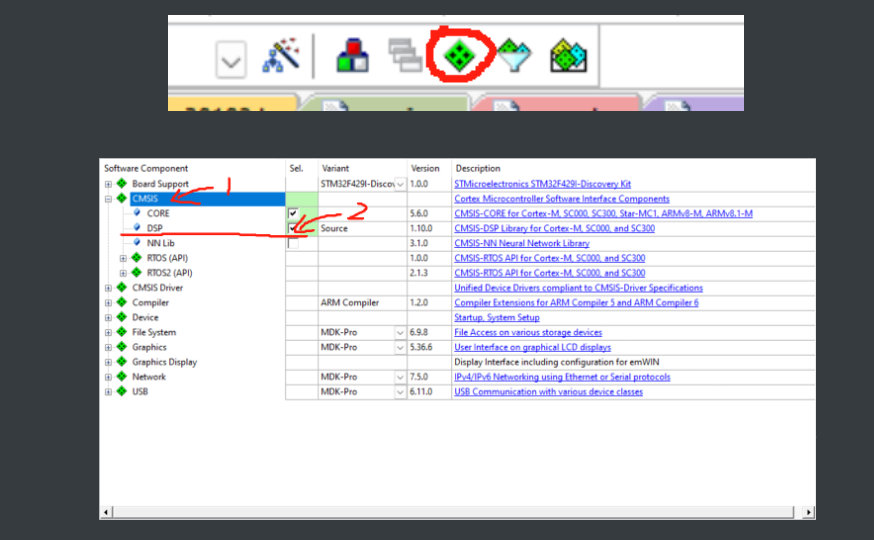 Software Component Sel. Variant Version Description
Board Support STM32F429I-Discov 1.0.0 STMicroelectronics STM32F429I-Discovery Kit
CMSIS Cortex Microcontroller Software Interface Components
1
CORE 5.6.0 CMSIS-CORE for Cortex-M, SC000, SC300, Star-MC1, ARMv8-M, ARMv8.1-M
2
DSP Source 1.10.0 CMSIS-DSP Library for Cortex-M, SC000, and SC300
NN Lib 3.1.0 CMSIS-NN Neural Network Library
RTOS (API) 1.0.0 CMSIS-RTOS API for Cortex-M, SC000, and SC300
RTOS2 (API) 2.1.3 CMSIS-RTOS API for Cortex-M, SC000, and SC300
CMSIS Driver Unified Device Drivers compliant to CMSIS-Driver Specifications
Compiler ARM Compiler 1.2.0 Compiler Extensions for ARM Compiler 5 and ARM Compiler 6
Device Startup, System Setup
File System MDK-Pro 6.9.8 File Access on various storage devices
Graphics MDK-Pro 5.36.6 User Interface on graphical LCD displays
Graphics Display Display Interface including configuration for emWIN
Network MDK-Pro 7.5.0 IPv4/IPv6 Networking using Ethernet or Serial protocols
USB MDK-Pro 6.11.0 USB Communication with various device classes